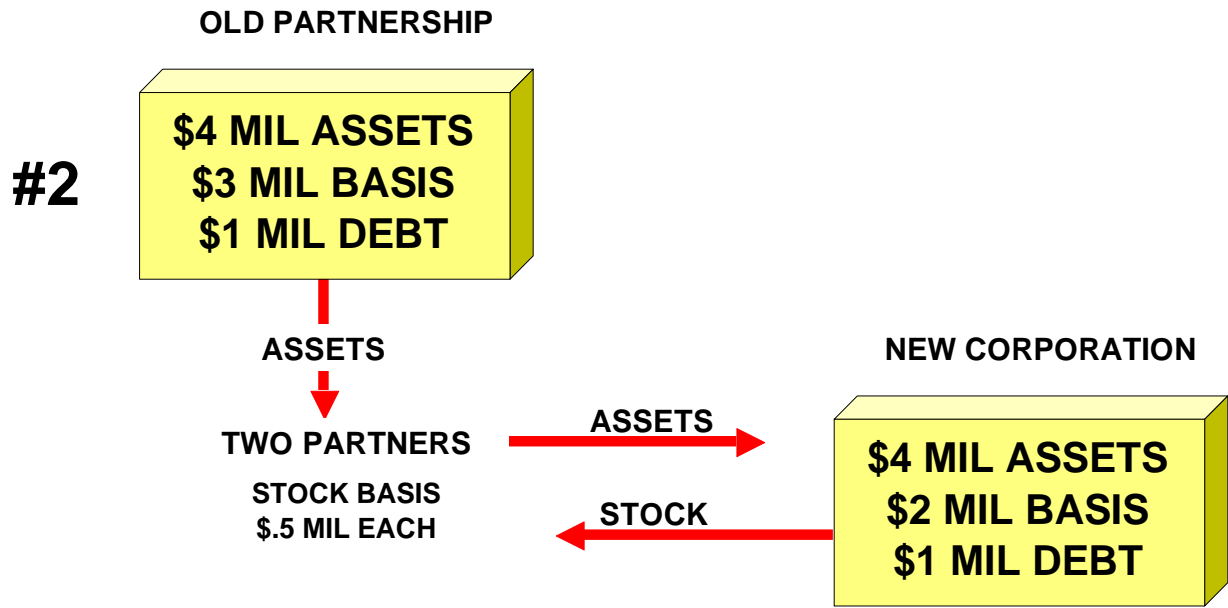 OLD PARTNERSHIP
#2
$4 MIL ASSETS
$3 MIL BASIS
$1 MIL DEBT
ASSETS
TWO PARTNERS
STOCK BASIS
$.5 MIL EACH
ASSETS
STOCK
NEW CORPORATION
$4 MIL ASSETS
$2 MIL BASIS
$1 MIL DEBT